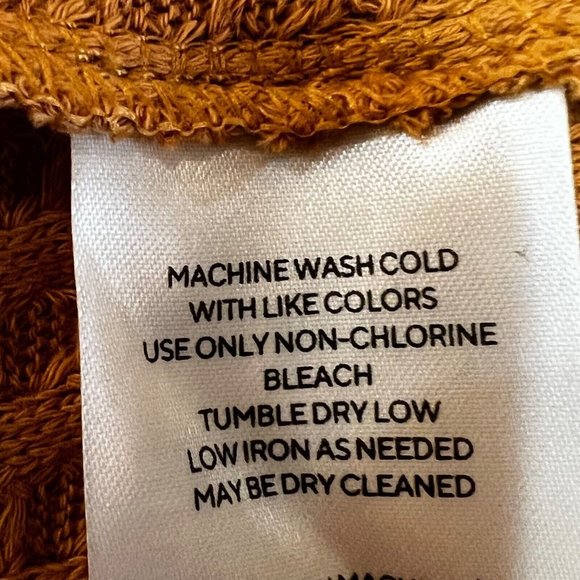 MACHINE WASH COLD
WITH LIKE COLORS
USE ONLY NON-CHLORINE
BLEACH
TUMBLE DRY LOW
LOW IRON AS NEEDED
MAY BE DRY CLEANED